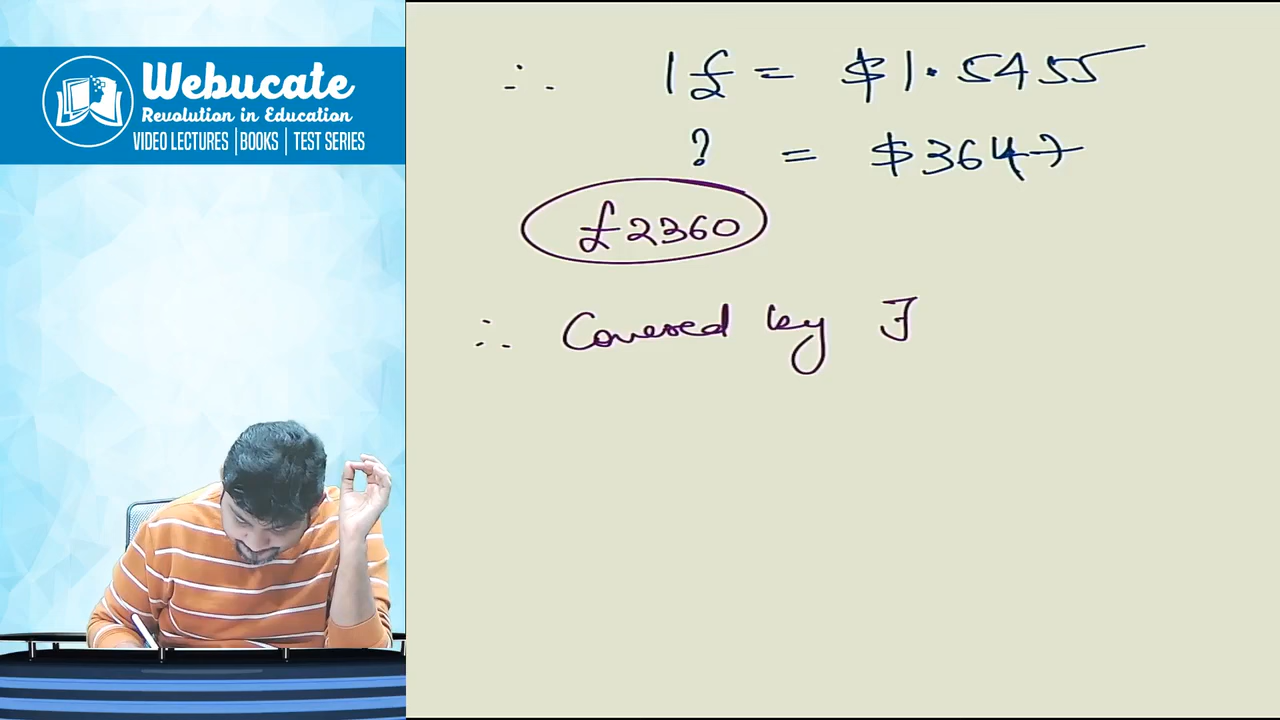 Webucate
Revolution in Education
VIDEO LECTURES | BOOKS | TEST SERIES
∴ 1£ = $1.5455
? = $3647
£2360
∴ Covered by F